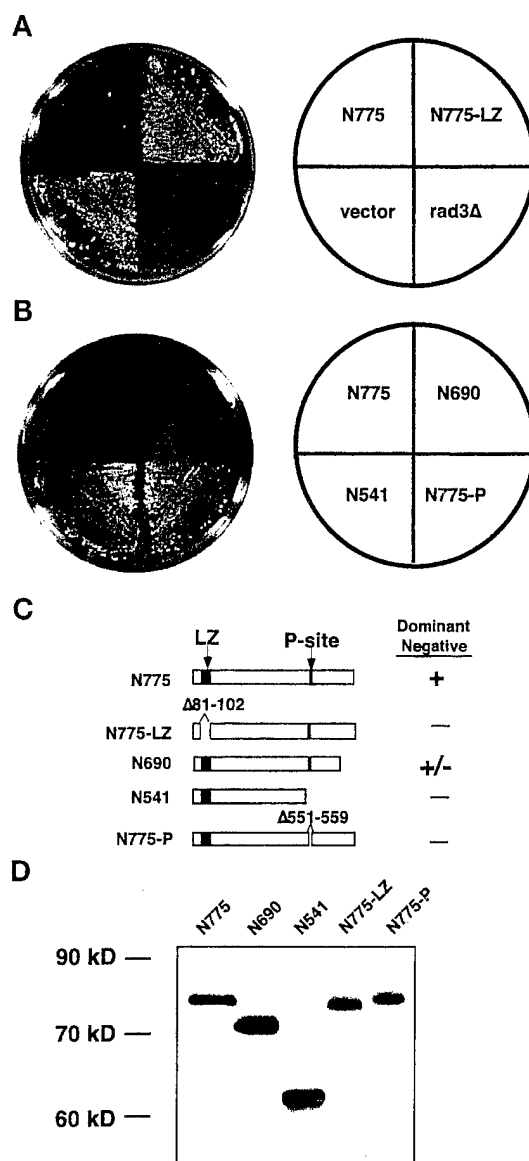 A
N775 N775-LZ
vector rad3Δ
B
N775 N690
N541 N775-P
C
LZ P-site Dominant Negative
N775 +
Δ81-102
N775-LZ —
N690 +/-
N541 —
Δ551-559
N775-P —
D
N775 N690 N541 N775-LZ N775-P
90 kD —
70 kD —
60 kD —